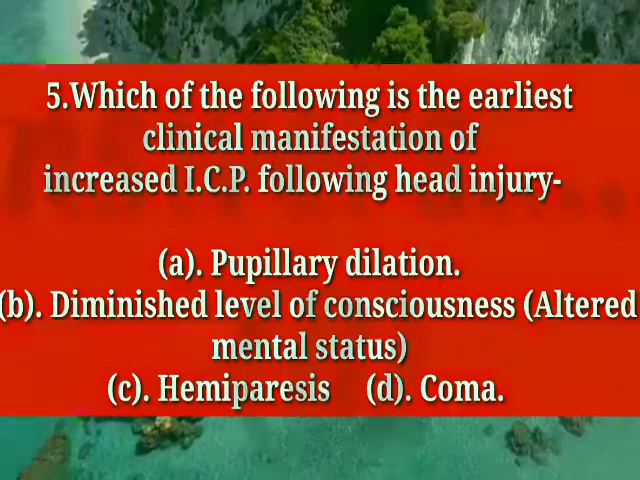 5.Which of the following is the earliest
clinical manifestation of
increased I.C.P. following head injury-
(a). Pupillary dilation.
(b). Diminished level of consciousness (Altered
mental status)
(c). Hemiparesis (d). Coma.